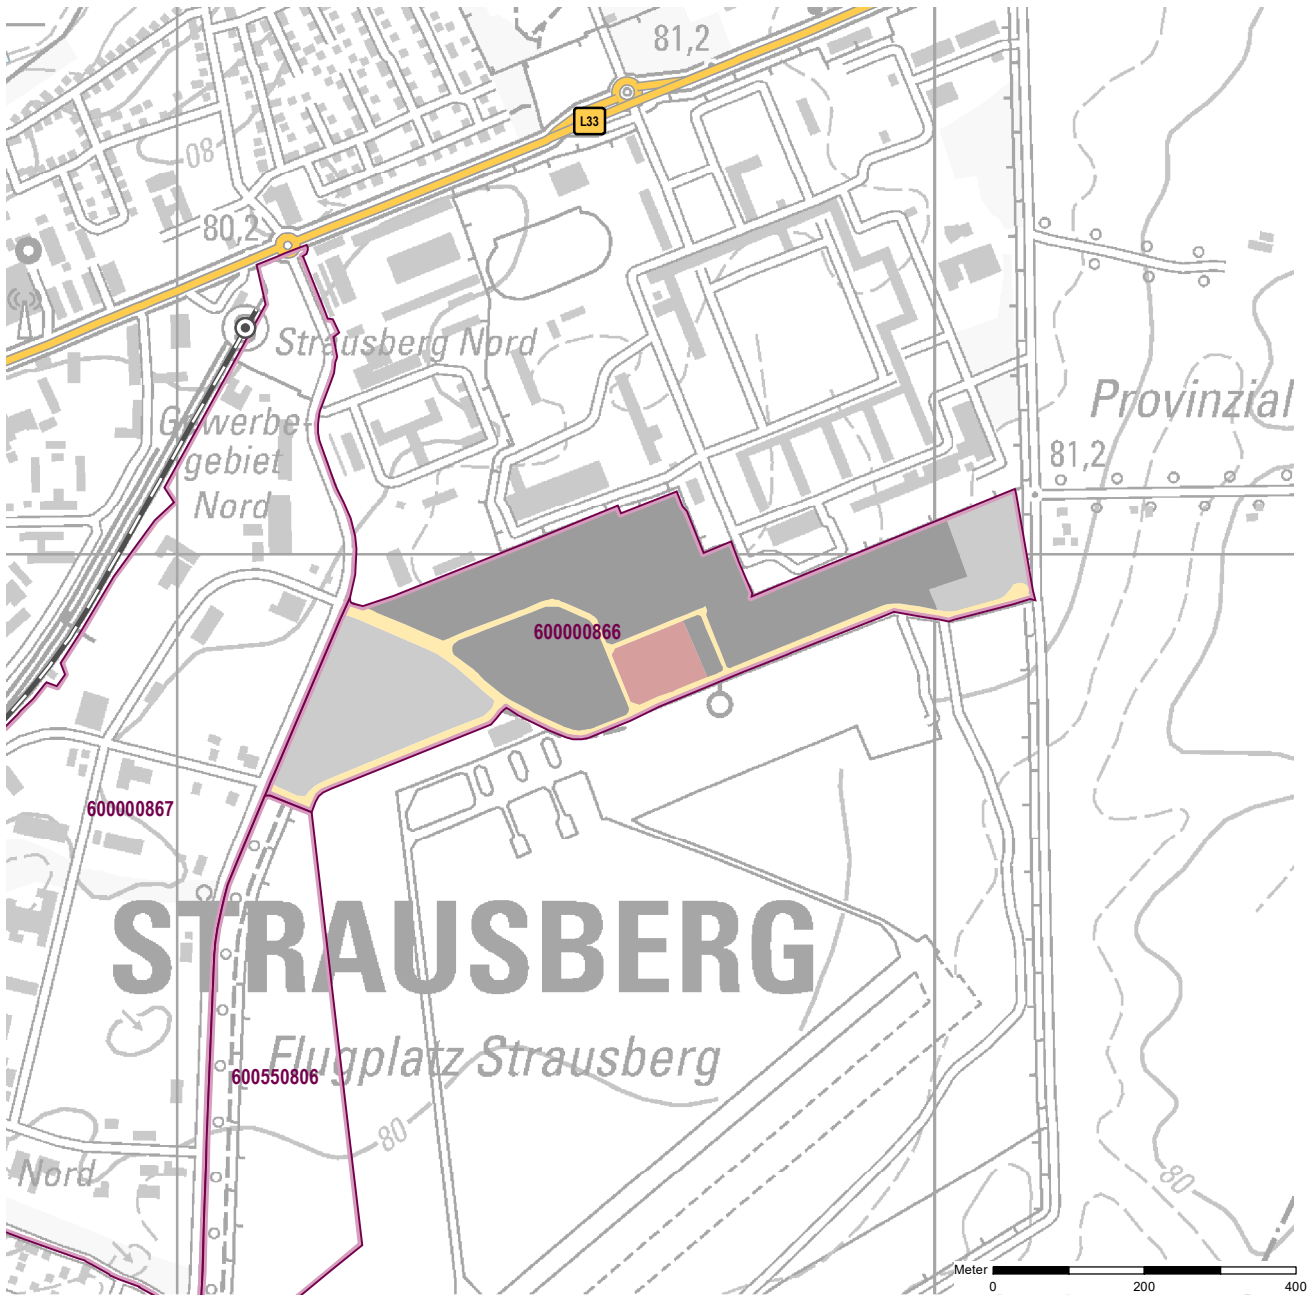 81,2
L33
80
80,2
Strausberg Nord
Provinzial
Gewerbe-
gebiet
Nord
81,2
600000866
600000867
STRAUSBERG
Flugplatz Strausberg
600550806
80
Nord
80
Meter
0 200 400